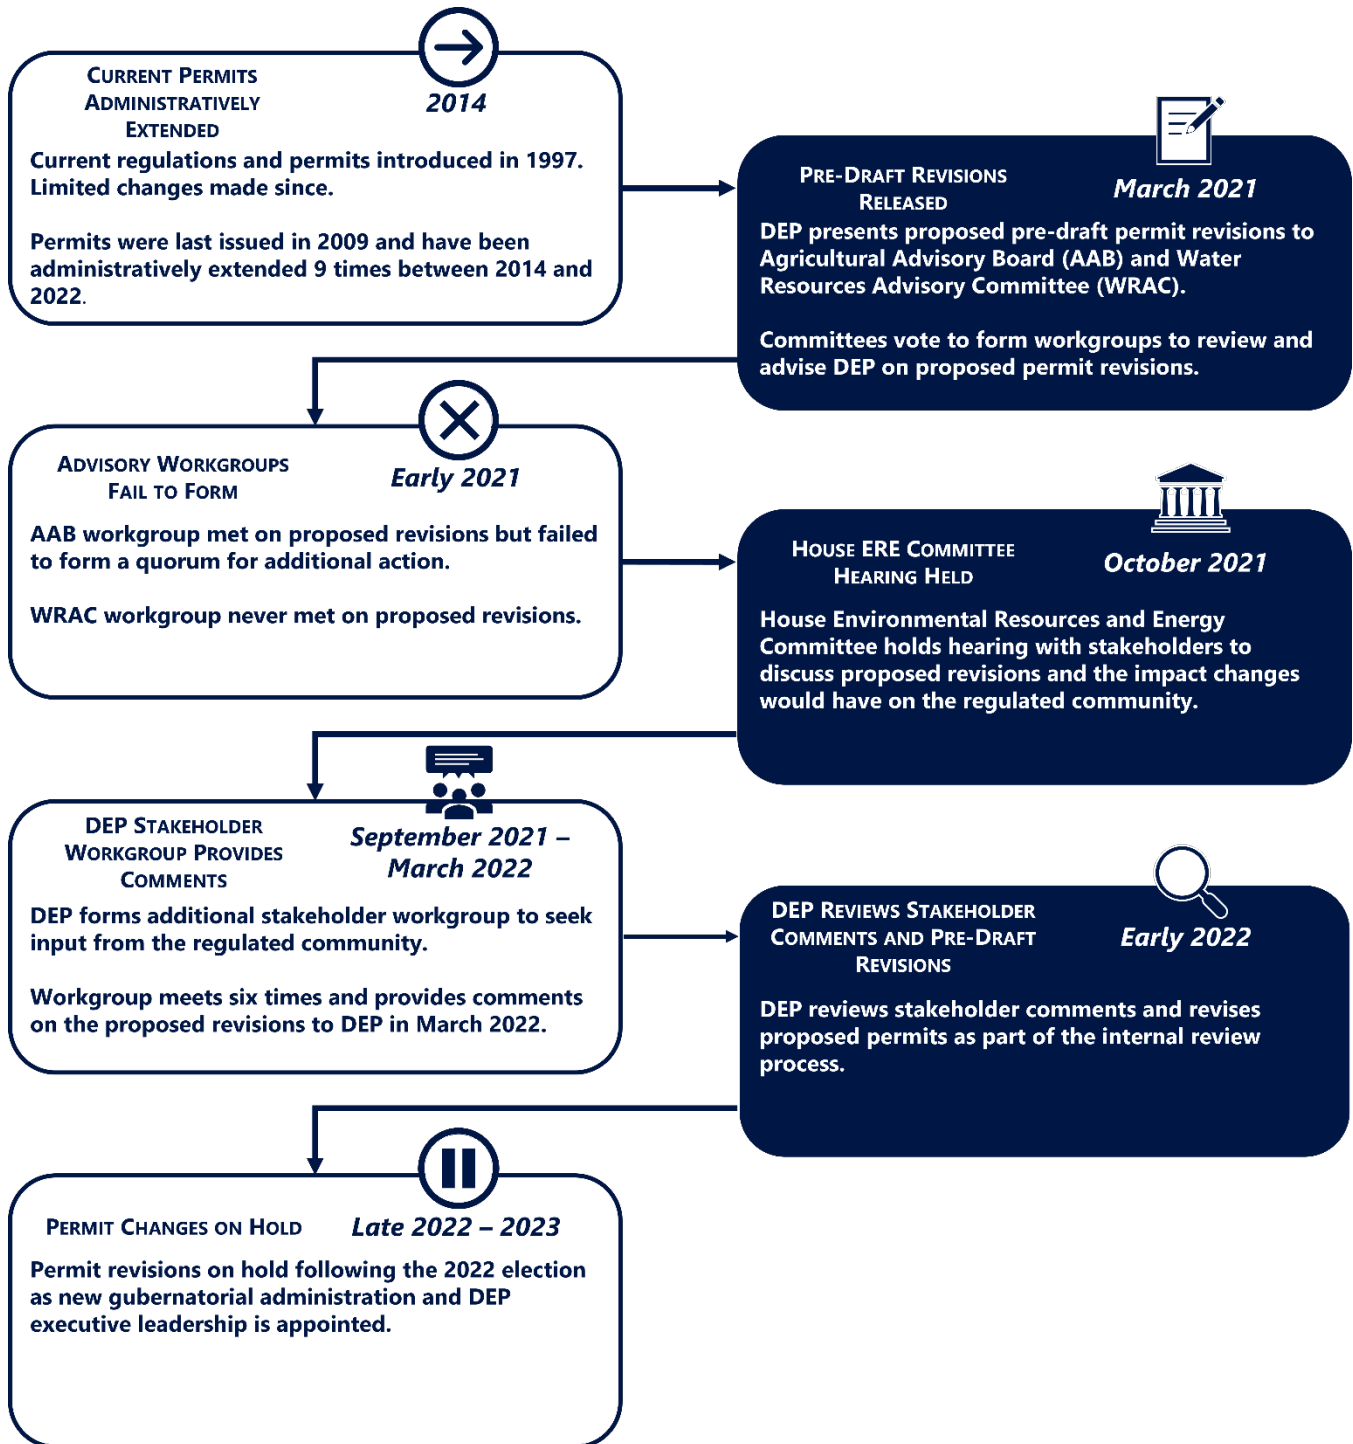 CURRENT PERMITS
ADMINISTRATIVELY
EXTENDED
2014
Current regulations and permits introduced in 1997.
Limited changes made since.
Permits were last issued in 2009 and have been
administratively extended 9 times between 2014 and
2022.
PRE-DRAFT REVISIONS
RELEASED
March 2021
DEP presents proposed pre-draft permit revisions to
Agricultural Advisory Board (AAB) and Water
Resources Advisory Committee (WRAC).
Committees vote to form workgroups to review and
advise DEP on proposed permit revisions.
ADVISORY WORKGROUPS
FAIL TO FORM
Early 2021
AAB workgroup met on proposed revisions but failed
to form a quorum for additional action.
WRAC workgroup never met on proposed revisions.
HOUSE ERE COMMITTEE
HEARING HELD
October 2021
House Environmental Resources and Energy
Committee holds hearing with stakeholders to
discuss proposed revisions and the impact changes
would have on the regulated community.
DEP STAKEHOLDER
WORKGROUP PROVIDES
COMMENTS
September 2021 –
March 2022
DEP forms additional stakeholder workgroup to seek
input from the regulated community.
Workgroup meets six times and provides comments
on the proposed revisions to DEP in March 2022.
DEP REVIEWS STAKEHOLDER
COMMENTS AND PRE-DRAFT
REVISIONS
Early 2022
DEP reviews stakeholder comments and revises
proposed permits as part of the internal review
process.
PERMIT CHANGES ON HOLD
Late 2022 – 2023
Permit revisions on hold following the 2022 election
as new gubernatorial administration and DEP
executive leadership is appointed.